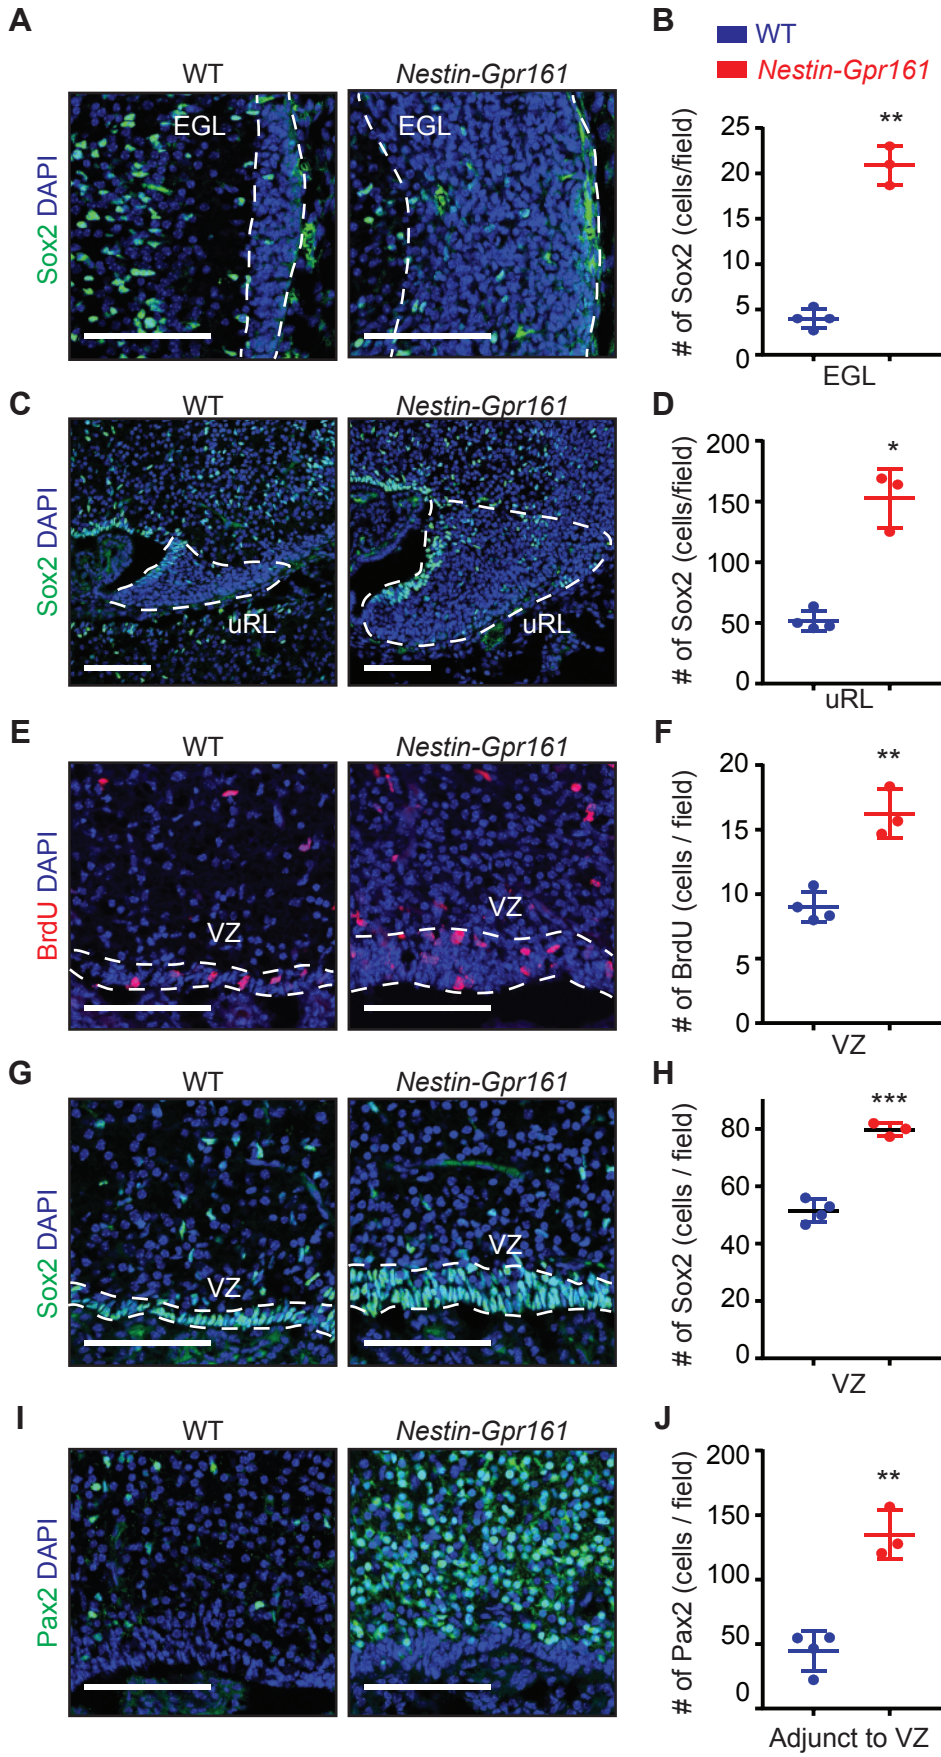 A
WT
Nestin-Gpr161
Sox2 DAPI
EGL
EGL
B
WT
Nestin-Gpr161
# of Sox2 (cells/field)
25
20
15
10
5
0
**
EGL
C
WT
Nestin-Gpr161
Sox2 DAPI
uRL
uRL
D
# of Sox2 (cells/field)
200
150
100
50
0
*
uRL
E
WT
Nestin-Gpr161
BrdU DAPI
VZ
VZ
F
# of BrdU (cells / field)
20
15
10
5
0
**
VZ
G
WT
Nestin-Gpr161
Sox2 DAPI
VZ
VZ
H
# of Sox2 (cells / field)
80
60
40
20
0
***
VZ
I
WT
Nestin-Gpr161
Pax2 DAPI
J
# of Pax2 (cells / field)
200
150
100
50
0
**
Adjunct to VZ